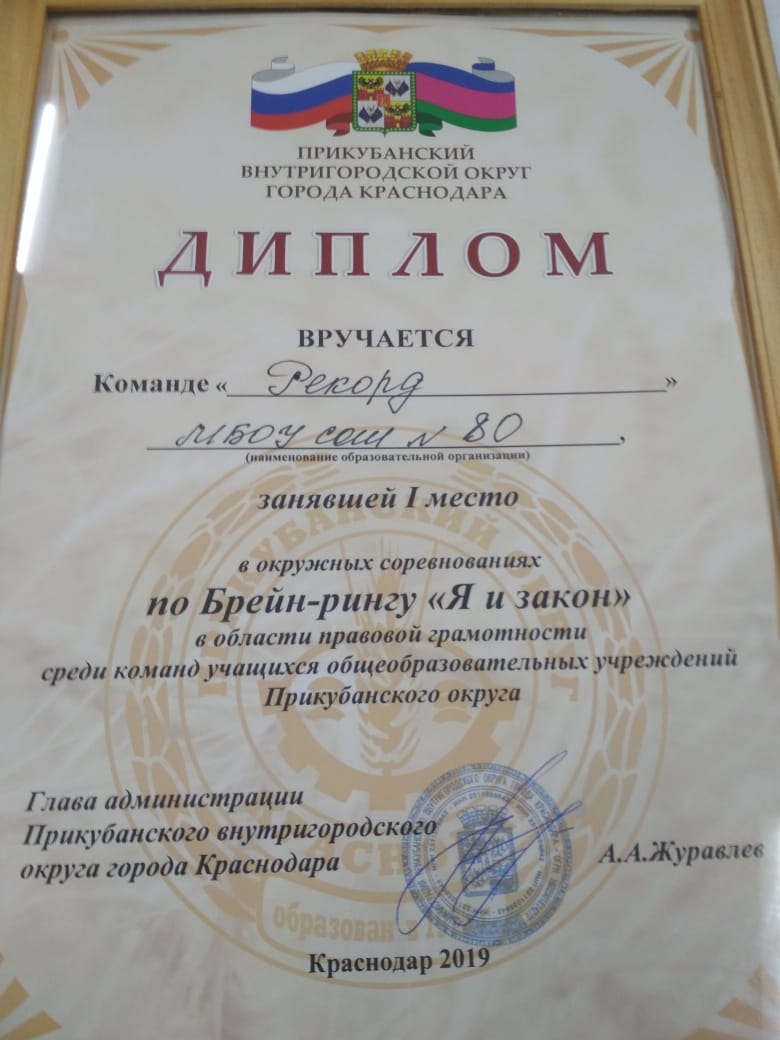 ПРИКУБАНСКИЙ
ВНУТРИГОРОДСКОЙ ОКРУГ
ГОРОДА КРАСНОДАРА
ДИПЛОМ
ВРУЧАЕТСЯ
Команде «Рекорд»
МБОУ сош № 80,
(наименование образовательной организации)
занявшей I место
в окружных соревнованиях
по Брейн-рингу «Я и закон»
в области правовой грамотности
среди команд учащихся общеобразовательных учреждений
Прикубанского округа
Глава администрации
Прикубанского внутригородского
округа города Краснодара
А.А.Журавлев
образован в
Краснодар 2019